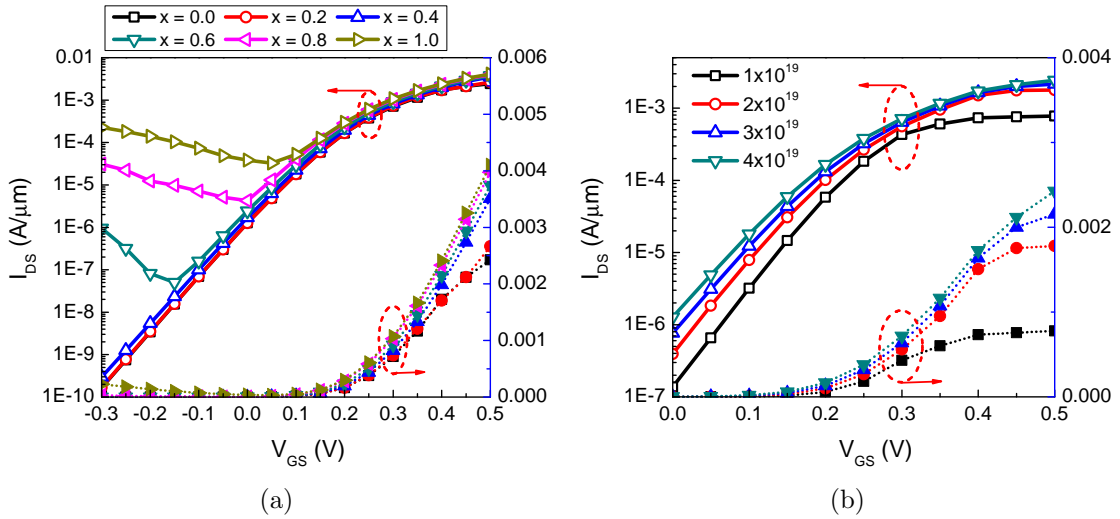 x = 0.0 x = 0.2 x = 0.4
x = 0.6 x = 0.8 x = 1.0
0.01
1E-3
1E-4
1E-5
1E-6
1E-7
1E-8
1E-9
1E-10
I_DS (A/μm)
0.006
0.005
0.004
0.003
0.002
0.001
0.000
-0.3 -0.2 -0.1 0.0 0.1 0.2 0.3 0.4 0.5
V_GS (V)
(a)
1x10^19
2x10^19
3x10^19
4x10^19
1E-3
1E-4
1E-5
1E-6
1E-7
I_DS (A/μm)
0.004
0.002
0.000
0.0 0.1 0.2 0.3 0.4 0.5
V_GS (V)
(b)